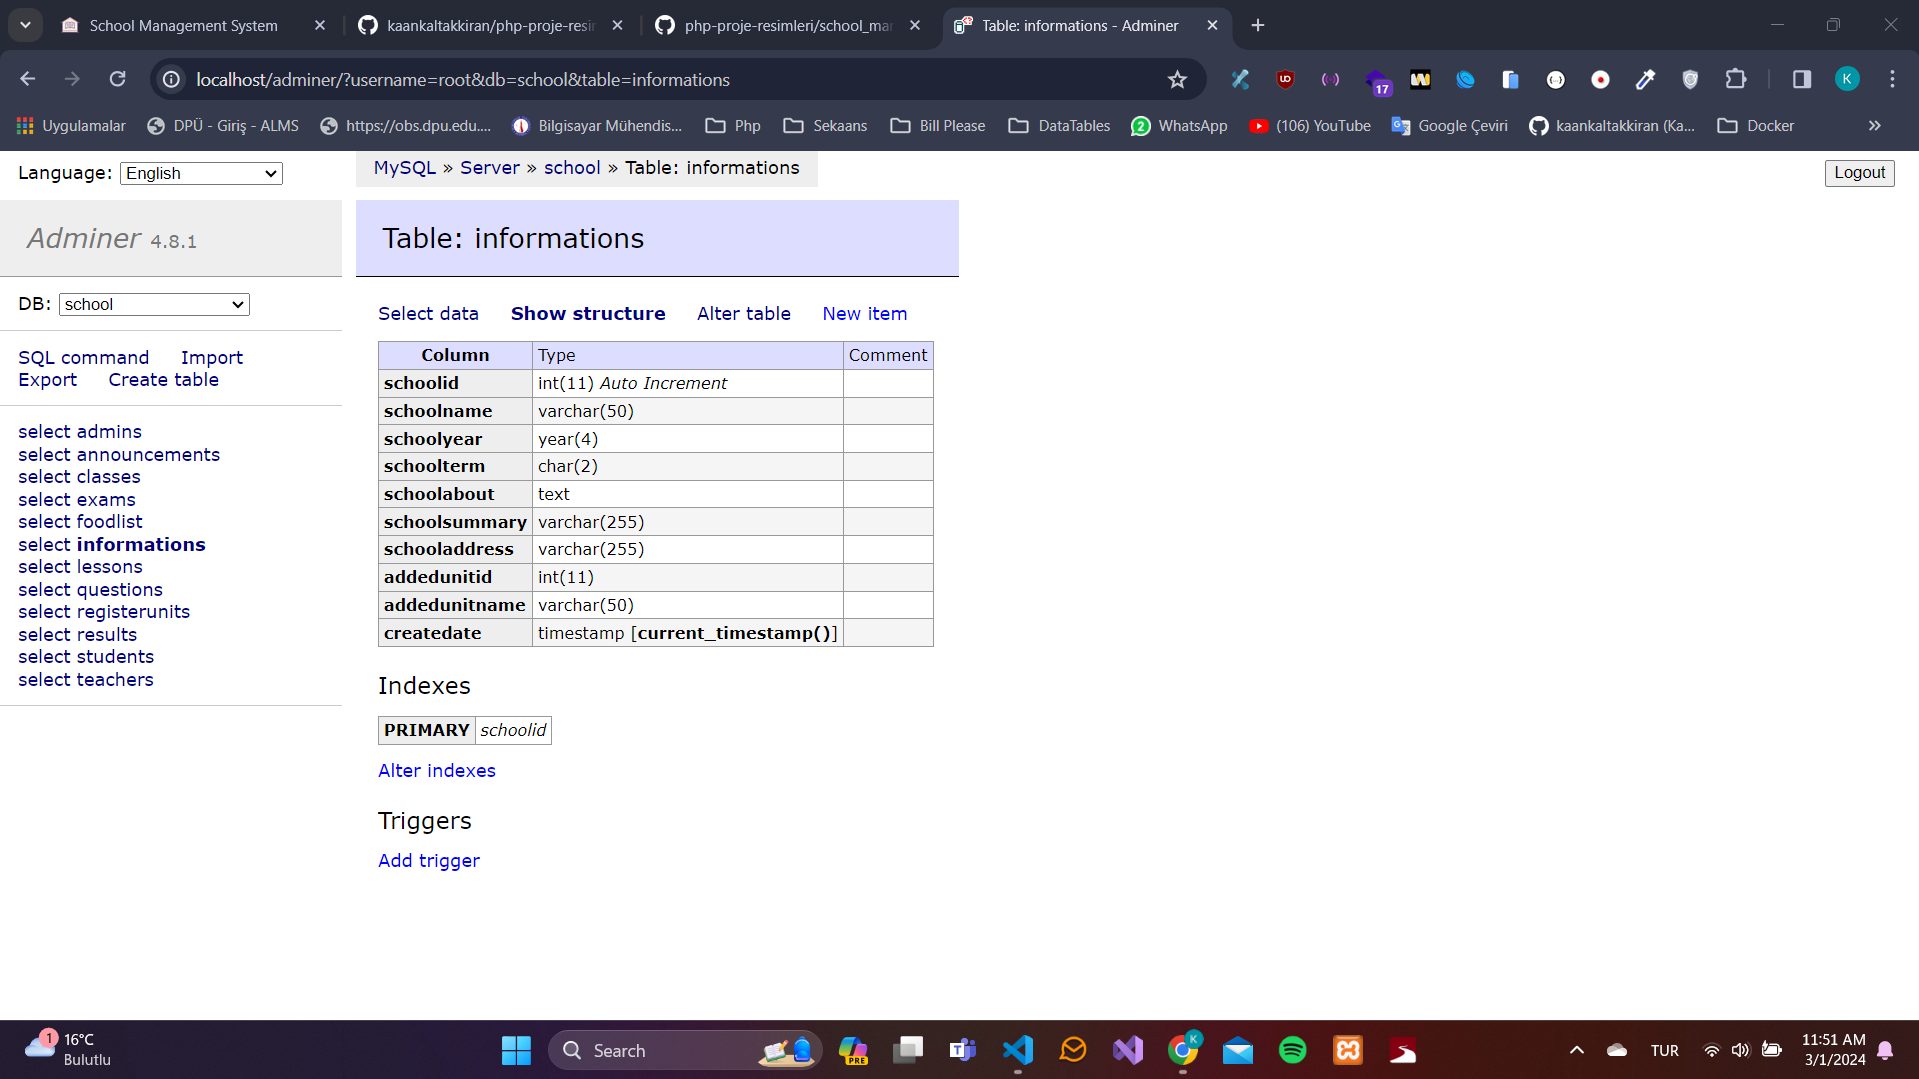 School Management System
kaankaltakkiran/php-proje-resin
php-proje-resimleri/school_mar
Table: informations - Adminer
localhost/adminer/?username=root&db=school&table=informations
17
K
Uygulamalar
DPÜ - Giriş - ALMS
https://obs.dpu.edu....
Bilgisayar Mühendis...
Php
Sekaans
Bill Please
DataTables
WhatsApp
(106) YouTube
Google Çeviri
kaankaltakkiran (Ka...
Docker
Language: English
MySQL » Server » school » Table: informations
Logout
Adminer 4.8.1
Table: informations
DB: school
SQL command Import
Export Create table
select admins
select announcements
select classes
select exams
select foodlist
select informations
select lessons
select questions
select registerunits
select results
select students
select teachers
Select data Show structure Alter table New item
Column Type Comment
schoolid int(11) Auto Increment
schoolname varchar(50)
schoolyear year(4)
schoolterm char(2)
schoolabout text
schoolsummary varchar(255)
schooladdress varchar(255)
addedunitid int(11)
addedunitname varchar(50)
createdate timestamp [current_timestamp()]
Indexes
PRIMARY schoolid
Alter indexes
Triggers
Add trigger
1
16°C
Bulutlu
Search
PRE
K
TUR
11:51 AM
3/1/2024